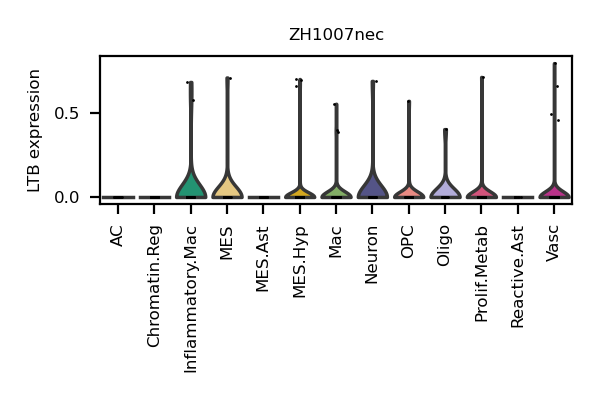 ZH1007nec
LTB expression
0.5
0.0
AC
Chromatin.Reg
Inflammatory.Mac
MES
MES.Ast
MES.Hyp
Mac
Neuron
OPC
Oligo
Prolif.Metab
Reactive.Ast
Vasc